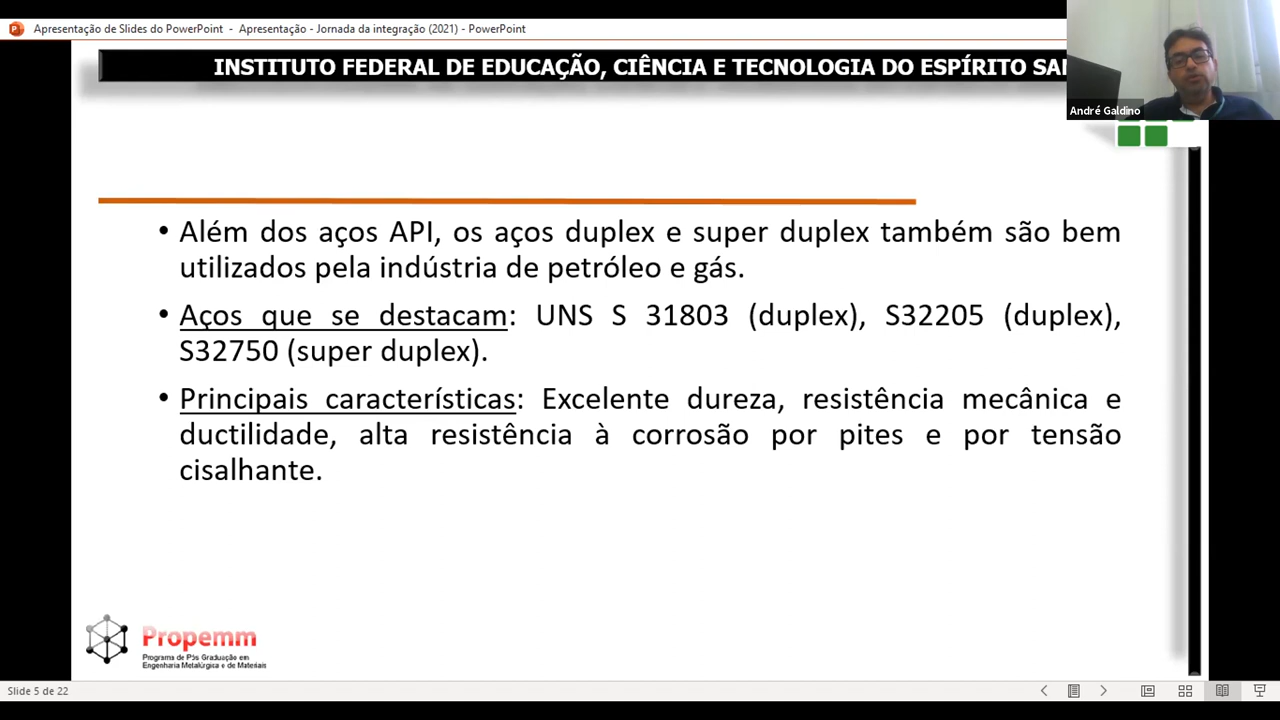 Apresentação de Slides do PowerPoint - Apresentação - Jornada da integração (2021) - PowerPoint
INSTITUTO FEDERAL DE EDUCAÇÃO, CIÊNCIA E TECNOLOGIA DO ESPÍRITO SAN
André Galdino
• Além dos aços API, os aços duplex e super duplex também são bem
utilizados pela indústria de petróleo e gás.
• Aços que se destacam: UNS S 31803 (duplex), S32205 (duplex),
S32750 (super duplex).
• Principais características: Excelente dureza, resistência mecânica e
ductilidade, alta resistência à corrosão por pites e por tensão
cisalhante.
Propemm
Programa de Pós Graduação em
Engenharia Metalúrgica e de Materiais
Slide 5 de 22